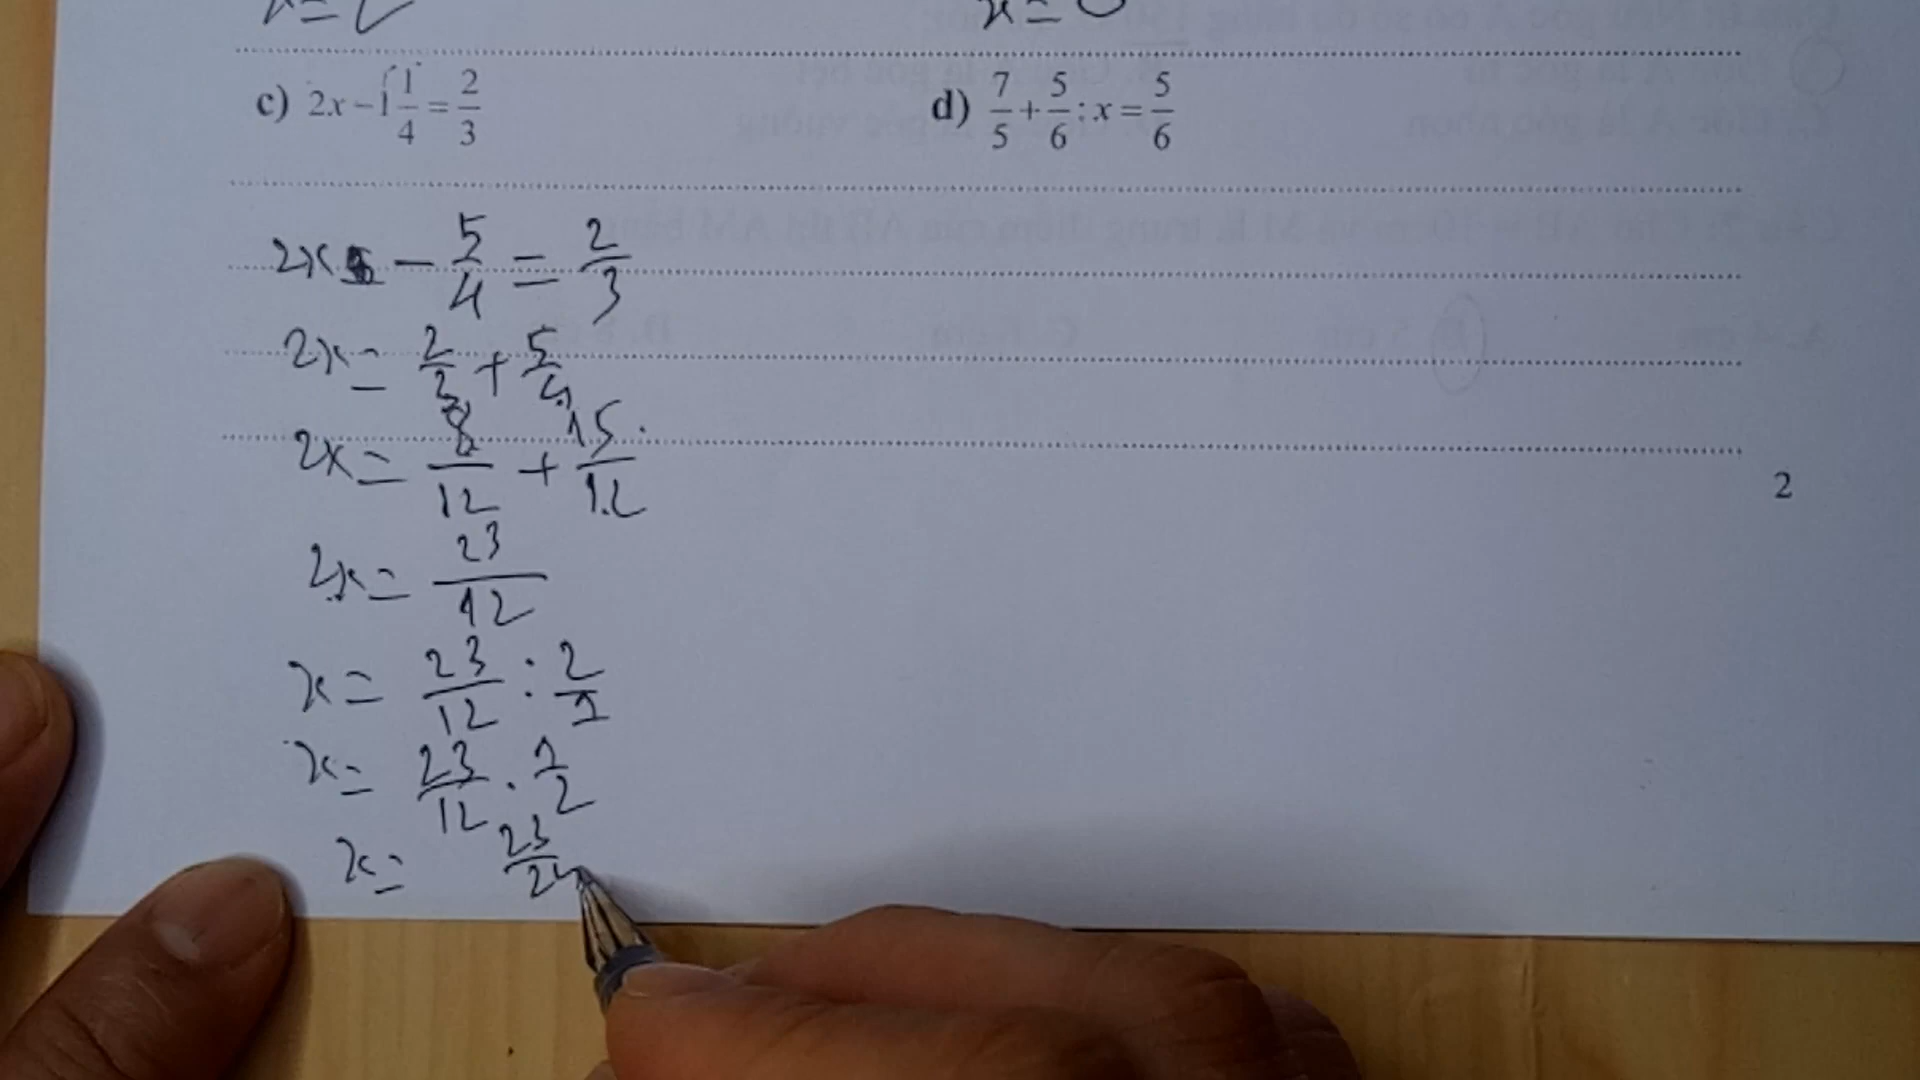 c) 2x - 1 1/4 = 2/3
d) 7/5 + 5/6 : x = 5/6
2x - 5/4 = 2/3
2x = 2/3 + 5/4
2x = 8/12 + 15/12
2x = 23/12
x = 23/12 : 2/1
x = 23/12 . 1/2
x = 23/24
2